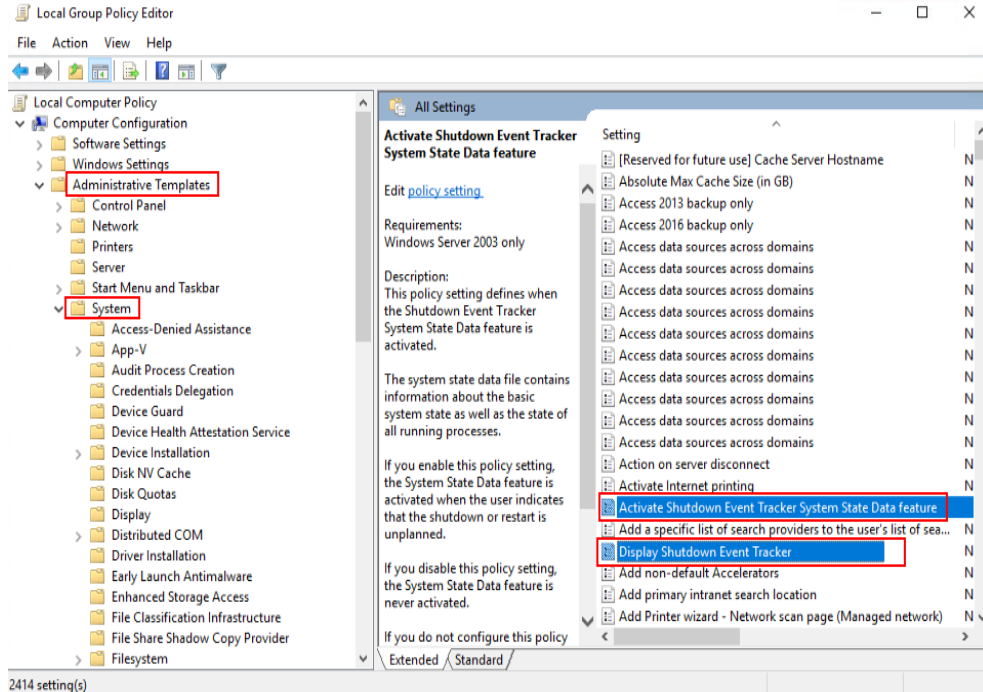 Local Group Policy Editor
File Action View Help
Local Computer Policy
Computer Configuration
Software Settings
Windows Settings
Administrative Templates
Control Panel
Network
Printers
Server
Start Menu and Taskbar
System
Access-Denied Assistance
App-V
Audit Process Creation
Credentials Delegation
Device Guard
Device Health Attestation Service
Device Installation
Disk NV Cache
Disk Quotas
Display
Distributed COM
Driver Installation
Early Launch Antimalware
Enhanced Storage Access
File Classification Infrastructure
File Share Shadow Copy Provider
Filesystem
All Settings
Activate Shutdown Event Tracker
System State Data feature
Edit policy setting
Requirements:
Windows Server 2003 only
Description:
This policy setting defines when
the Shutdown Event Tracker
System State Data feature is
activated.
The system state data file contains
information about the basic
system state as well as the state of
all running processes.
If you enable this policy setting,
the System State Data feature is
activated when the user indicates
that the shutdown or restart is
unplanned.
If you disable this policy setting,
the System State Data feature is
never activated.
If you do not configure this policy
Setting
[Reserved for future use] Cache Server Hostname N
Absolute Max Cache Size (in GB) N
Access 2013 backup only N
Access 2016 backup only N
Access data sources across domains N
Access data sources across domains N
Access data sources across domains N
Access data sources across domains N
Access data sources across domains N
Access data sources across domains N
Access data sources across domains N
Access data sources across domains N
Access data sources across domains N
Access data sources across domains N
Action on server disconnect N
Activate Internet printing N
Activate Shutdown Event Tracker System State Data feature N
Add a specific list of search providers to the user's list of sea... N
Display Shutdown Event Tracker N
Add non-default Accelerators N
Add primary intranet search location N
Add Printer wizard - Network scan page (Managed network) N
Extended Standard
2414 setting(s)